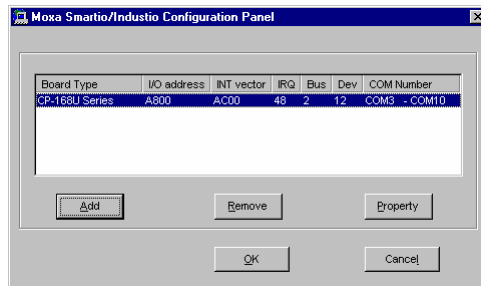 Moxa Smartio/Industio Configuration Panel
Board Type I/O address INT vector IRQ Bus Dev COM Number
CP-168U Series A800 AC00 48 2 12 COM3 - COM10
Add Remove Property
OK Cancel